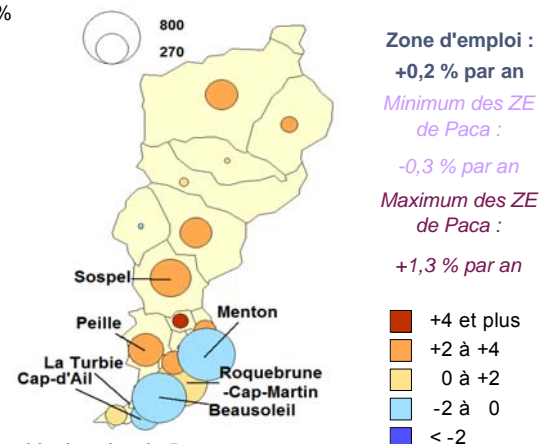 %
800
270
Zone d'emploi :
+0,2 % par an
Minimum des ZE
de Paca :
-0,3 % par an
Maximum des ZE
de Paca :
+1,3 % par an
Sospel
Menton
Peille
La Turbie
Cap-d'Ail
Roquebrune
-Cap-Martin
Beausoleil
+4 et plus
+2 à +4
0 à +2
-2 à 0
< -2